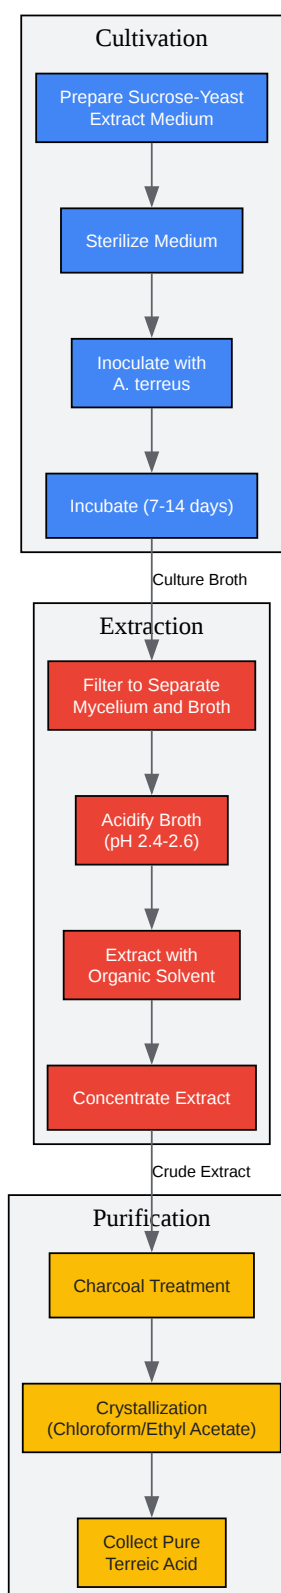 Cultivation
Prepare Sucrose-Yeast
Extract Medium
Sterilize Medium
Inoculate with
A. terreus
Incubate (7-14 days)
Culture Broth
Extraction
Filter to Separate
Mycelium and Broth
Acidify Broth
(pH 2.4-2.6)
Extract with
Organic Solvent
Concentrate Extract
Crude Extract
Purification
Charcoal Treatment
Crystallization
(Chloroform/Ethyl Acetate)
Collect Pure
Terreic Acid